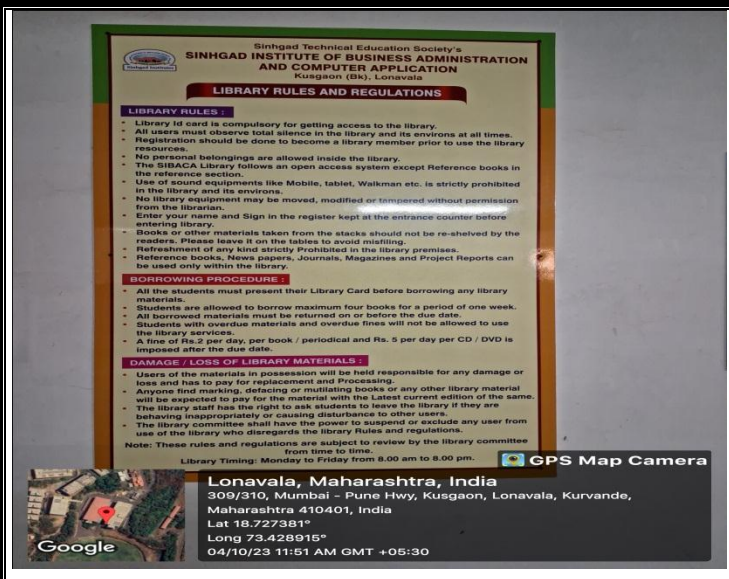 Sinhgad Technical Education Society's
SINHGAD INSTITUTE OF BUSINESS ADMINISTRATION
AND COMPUTER APPLICATION
Kusgaon (Bk), Lonavala
Sinhgad Institutes
LIBRARY RULES AND REGULATIONS
LIBRARY RULES :
• Library Id card is compulsory for getting access to the library.
• All users must observe total silence in the library and its environs at all times.
• Registration should be done to become a library member prior to use the library
resources.
• No personal belongings are allowed inside the library.
• The SIBACA Library follows an open access system except Reference books in
the reference section.
• Use of sound equipments like Mobile, tablet, Walkman etc. is strictly prohibited
in the library and its environs.
• No library equipment may be moved, modified or tampered without permission
from the librarian.
• Enter your name and Sign in the register kept at the entrance counter before
entering library.
• Books or other materials taken from the stacks should not be re-shelved by the
readers. Please leave it on the tables to avoid misfiling.
• Refreshment of any kind strictly Prohibited in the library premises.
• Reference books, News papers, Journals, Magazines and Project Reports can
be used only within the library.
BORROWING PROCEDURE :
• All the students must present their Library Card before borrowing any library
materials.
• Students are allowed to borrow maximum four books for a period of one week.
• All borrowed materials must be returned on or before the due date.
• Students with overdue materials and overdue fines will not be allowed to use
the library services.
• A fine of Rs.2 per day, per book / periodical and Rs. 5 per day per CD / DVD is
imposed after the due date.
DAMAGE / LOSS OF LIBRARY MATERIALS :
• Users of the materials in possession will be held responsible for any damage or
loss and has to pay for replacement and Processing.
• Anyone find marking, defacing or mutilating books or any other library material
will be expected to pay for the material with the Latest current edition of the same.
• The library staff has the right to ask students to leave the library if they are
behaving inappropriately or causing disturbance to other users.
• The library committee shall have the power to suspend or exclude any user from
use of the library who disregards the library Rules and regulations.
Note: These rules and regulations are subject to review by the library committee
from time to time.
Library Timing: Monday to Friday from 8.00 am to 8.00 pm.
GPS Map Camera
Lonavala, Maharashtra, India
309/310, Mumbai - Pune Hwy, Kusgaon, Lonavala, Kurvande,
Maharashtra 410401, India
Lat 18.727381°
Long 73.428915°
04/10/23 11:51 AM GMT +05:30
Google